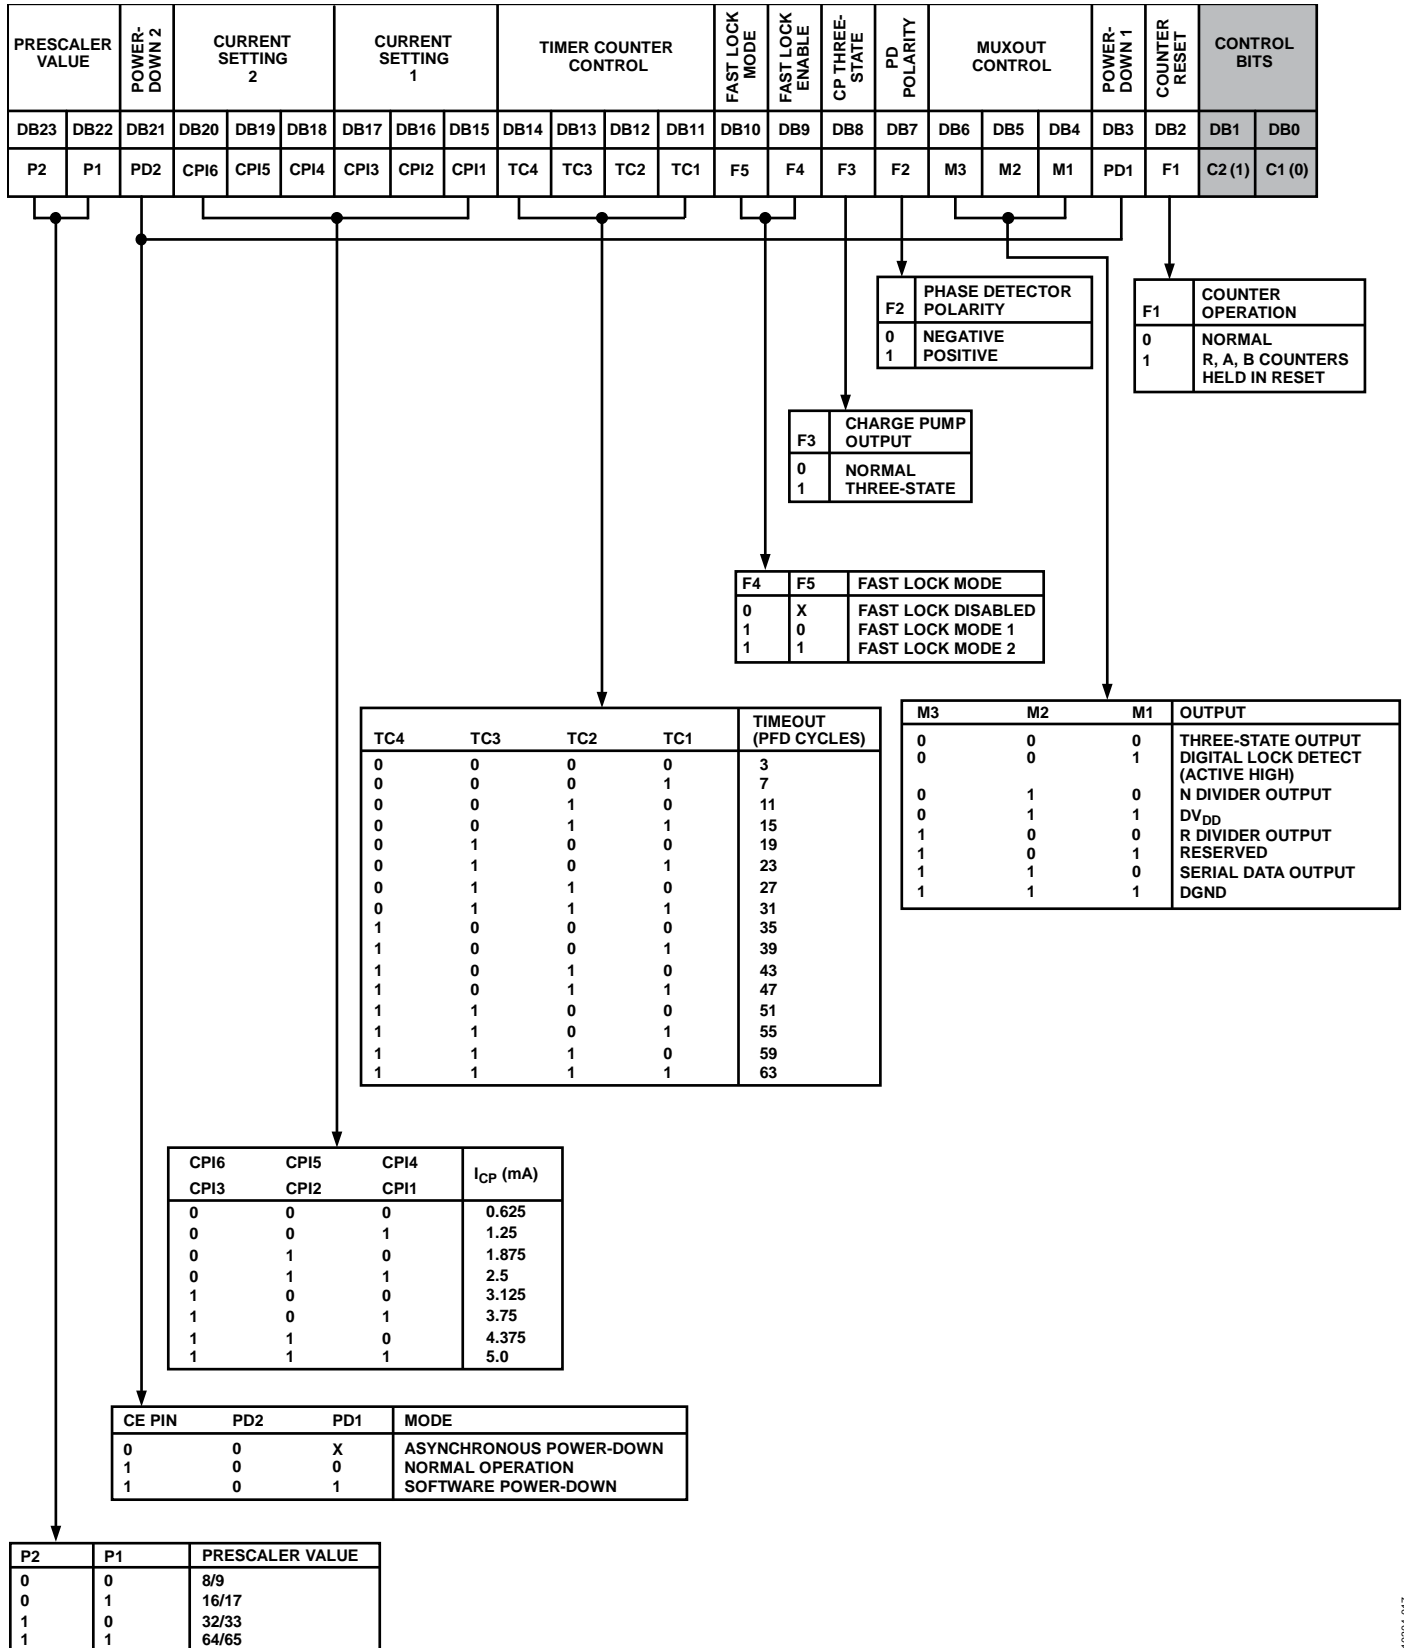 PRESCALER VALUE
POWER-DOWN 2
CURRENT SETTING 2
CURRENT SETTING 1
TIMER COUNTER CONTROL
FAST LOCK MODE
FAST LOCK ENABLE
CP THREE-STATE
PD POLARITY
MUXOUT CONTROL
POWER-DOWN 1
COUNTER RESET
CONTROL BITS
DB23 DB22 DB21 DB20 DB19 DB18 DB17 DB16 DB15 DB14 DB13 DB12 DB11 DB10 DB9 DB8 DB7 DB6 DB5 DB4 DB3 DB2 DB1 DB0
P2 P1 PD2 CPI6 CPI5 CPI4 CPI3 CPI2 CPI1 TC4 TC3 TC2 TC1 F5 F4 F3 F2 M3 M2 M1 PD1 F1 C2 (1) C1 (0)
F2 PHASE DETECTOR POLARITY
0 NEGATIVE
1 POSITIVE
F1 COUNTER OPERATION
0 NORMAL
1 R, A, B COUNTERS
HELD IN RESET
F3 CHARGE PUMP OUTPUT
0 NORMAL
1 THREE-STATE
F4 F5 FAST LOCK MODE
0 X FAST LOCK DISABLED
1 0 FAST LOCK MODE 1
1 1 FAST LOCK MODE 2
TC4 TC3 TC2 TC1 TIMEOUT (PFD CYCLES)
0 0 0 0 3
0 0 0 1 7
0 0 1 0 11
0 0 1 1 15
0 1 0 0 19
0 1 0 1 23
0 1 1 0 27
0 1 1 1 31
1 0 0 0 35
1 0 0 1 39
1 0 1 0 43
1 0 1 1 47
1 1 0 0 51
1 1 0 1 55
1 1 1 0 59
1 1 1 1 63
M3 M2 M1 OUTPUT
0 0 0 THREE-STATE OUTPUT
0 0 1 DIGITAL LOCK DETECT
(ACTIVE HIGH)
0 1 0 N DIVIDER OUTPUT
0 1 1 DVDD
1 0 0 R DIVIDER OUTPUT
1 0 1 RESERVED
1 1 0 SERIAL DATA OUTPUT
1 1 1 DGND
CPI6 CPI5 CPI4 ICP (mA)
CPI3 CPI2 CPI1
0 0 0 0.625
0 0 1 1.25
0 1 0 1.875
0 1 1 2.5
1 0 0 3.125
1 0 1 3.75
1 1 0 4.375
1 1 1 5.0
CE PIN PD2 PD1 MODE
0 0 X ASYNCHRONOUS POWER-DOWN
1 0 0 NORMAL OPERATION
1 0 1 SOFTWARE POWER-DOWN
P2 P1 PRESCALER VALUE
0 0 8/9
0 1 16/17
1 0 32/33
1 1 64/65